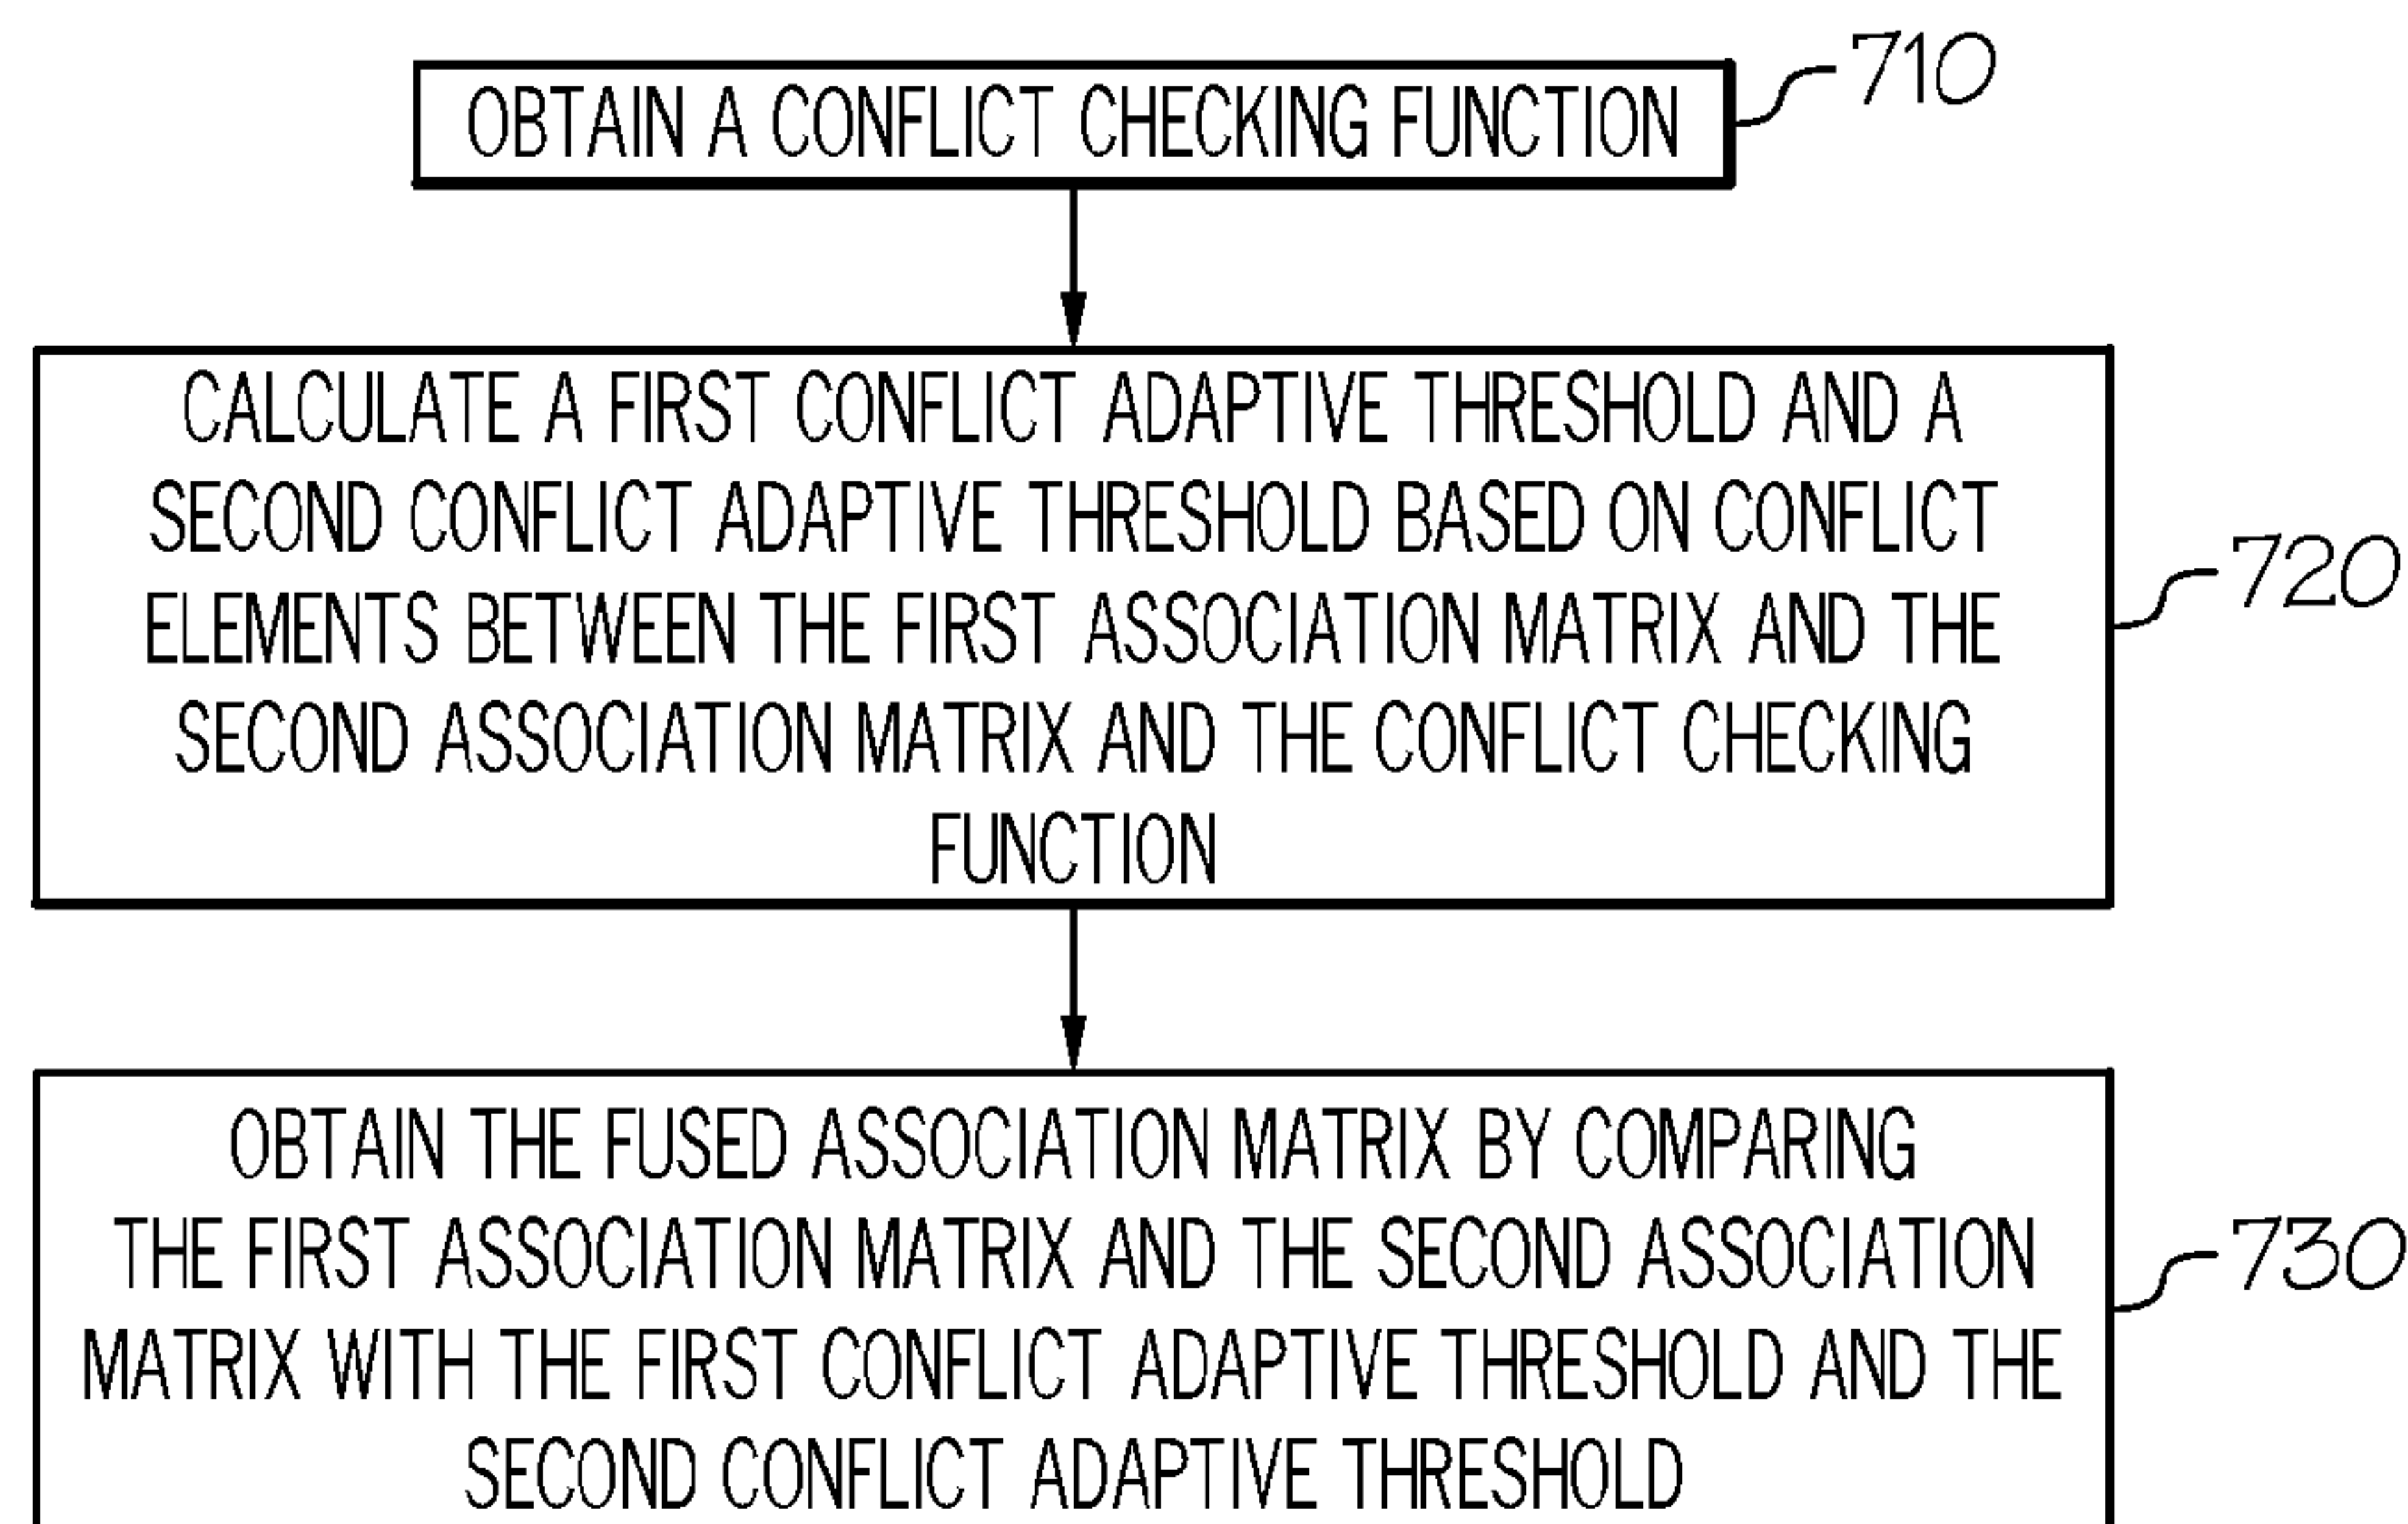 OBTAIN A CONFLICT CHECKING FUNCTION
710
CALCULATE A FIRST CONFLICT ADAPTIVE THRESHOLD AND A
SECOND CONFLICT ADAPTIVE THRESHOLD BASED ON CONFLICT
ELEMENTS BETWEEN THE FIRST ASSOCIATION MATRIX AND THE
SECOND ASSOCIATION MATRIX AND THE CONFLICT CHECKING
FUNCTION
720
OBTAIN THE FUSED ASSOCIATION MATRIX BY COMPARING
THE FIRST ASSOCIATION MATRIX AND THE SECOND ASSOCIATION
MATRIX WITH THE FIRST CONFLICT ADAPTIVE THRESHOLD AND THE
SECOND CONFLICT ADAPTIVE THRESHOLD
730